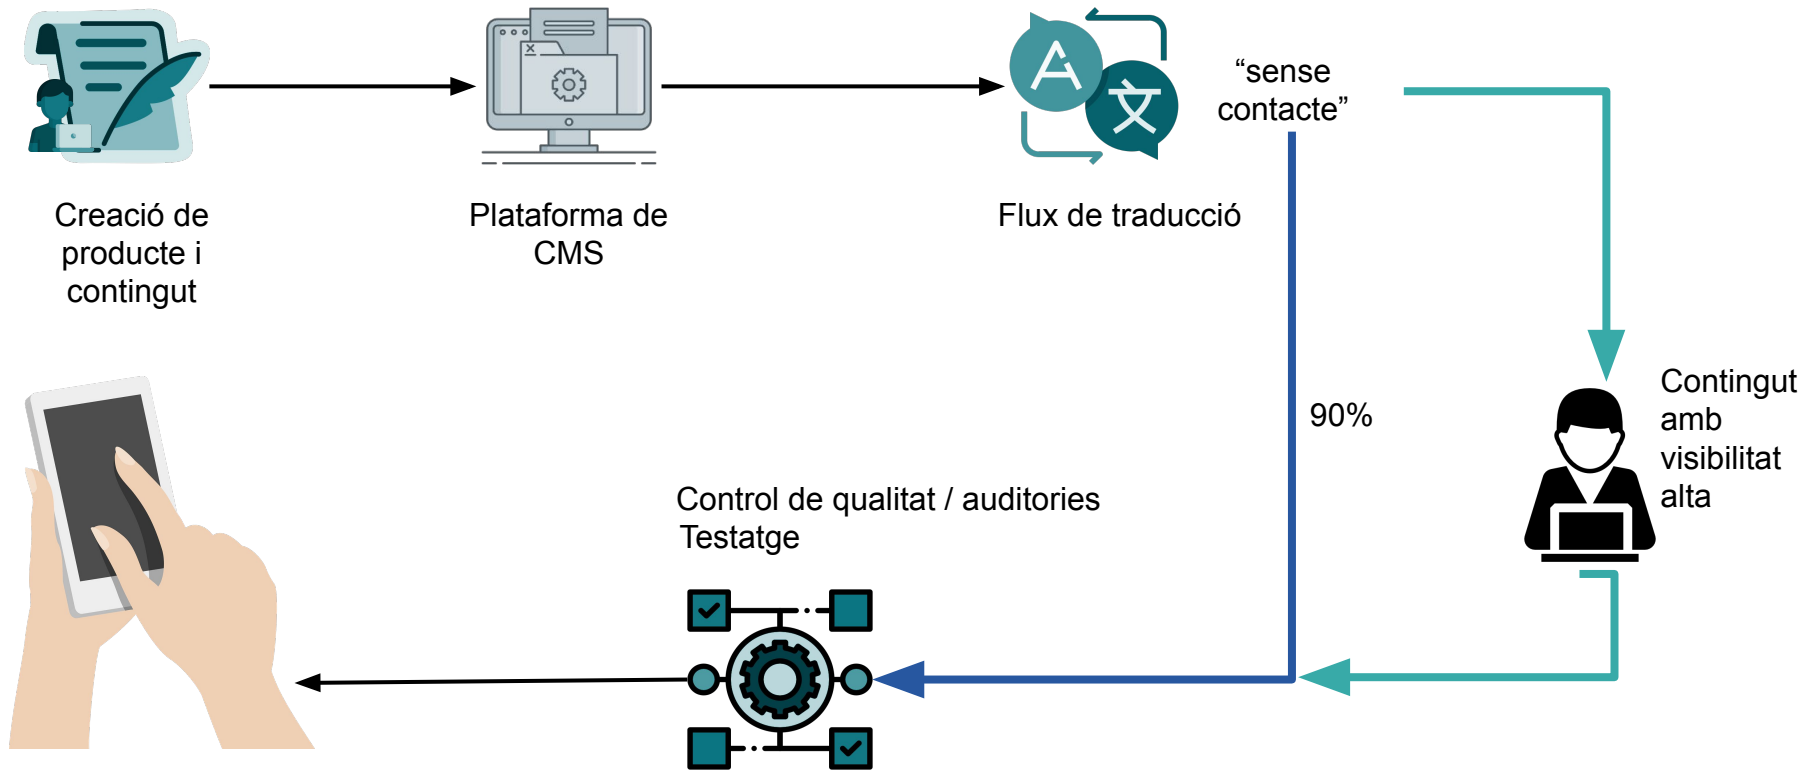 “sense
contacte”
Creació de
producte i
contingut
Plataforma de
CMS
Flux de traducció
Contingut
amb
visibilitat
alta
90%
Control de qualitat / auditories
Testatge